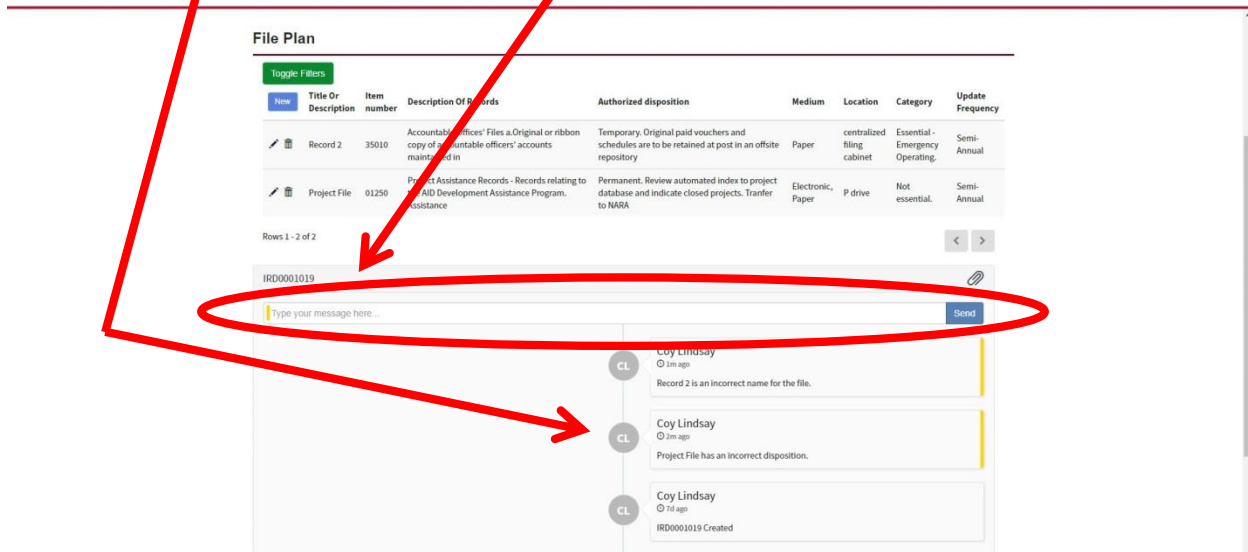 File Plan
Toggle Filters
New Title Or Description Item number Description Of Records Authorized disposition Medium Location Category Update Frequency
Record 2 35010 Accountable Offices' Files a.Original or ribbon copy of accountable officers' accounts maintained in Temporary. Original paid vouchers and schedules are to be retained at post in an offsite repository Paper centralized filing cabinet Essential - Emergency Operating. Semi-Annual
Project File 01250 Project Assistance Records - Records relating to the AID Development Assistance Program. Assistance Permanent. Review automated index to project database and indicate closed projects. Tranfer to NARA Electronic, Paper P drive Not essential. Semi-Annual
Rows 1 - 2 of 2
< >
IRD0001019
Type your message here... Send
CL Coy Lindsay
1m ago
Record 2 is an incorrect name for the file.
CL Coy Lindsay
2m ago
Project File has an incorrect disposition.
CL Coy Lindsay
7d ago
IRD0001019 Created